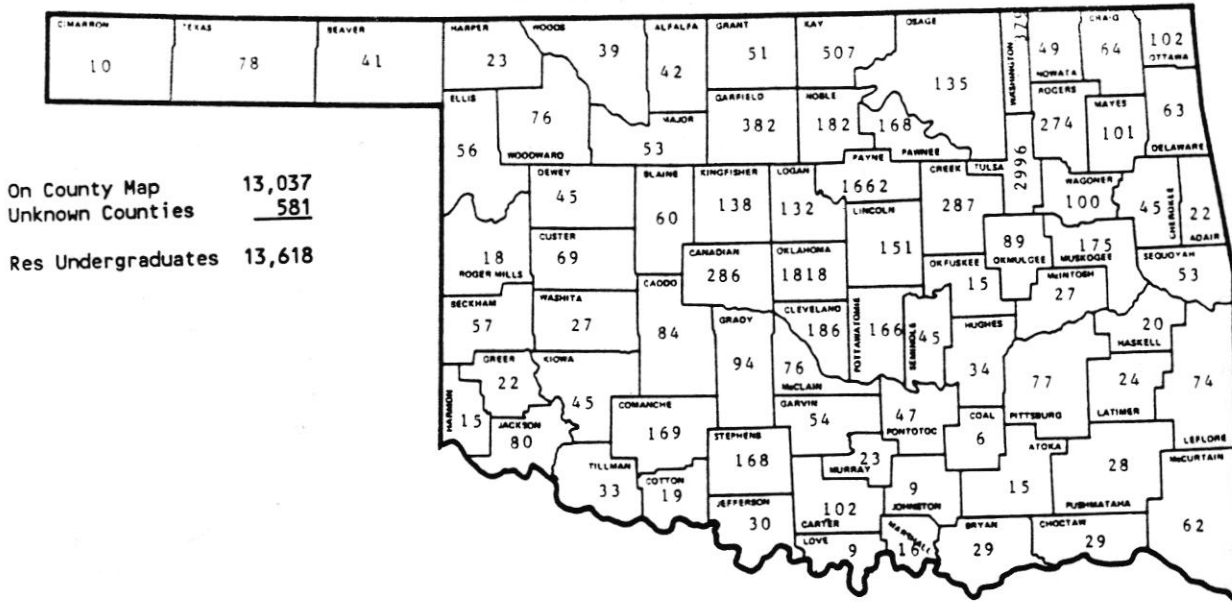 CIMARRON
10
TEXAS
78
BEAVER
41
HARPER
23
WOODS
39
ALFALFA
42
GRANT
51
KAY
507
OSAGE
135
WASHINGTON
329
NOWATA
49
CRAIG
64
OTTAWA
102
ELLIS
56
WOODWARD
76
MAJOR
53
GARFIELD
382
NOBLE
182
PAWNEE
168
ROGERS
274
MAYES
101
DELAWARE
63
On County Map 13,037
Unknown Counties 581
Res Undergraduates 13,618
DEWEY
45
BLAINE
60
KINGFISHER
138
LOGAN
132
PAYNE
1662
CREEK
287
TULSA
2996
WAGONER
100
CHEROKEE
45
ADAIR
22
ROGER MILLS
18
CUSTER
69
CANADIAN
286
OKLAHOMA
1818
LINCOLN
151
OKFUSKEE
15
OKMULGEE
89
MUSKOGEE
175
McINTOSH
27
SEQUOYAH
53
BECKHAM
57
WASHITA
27
CADDO
84
GRADY
94
CLEVELAND
186
McCLAIN
76
POTTAWATOMIE
166
SEMINOLE
45
HUGHES
34
PITTSBURG
77
HASKELL
20
LATIMER
24
LEFLORE
74
HARMON
15
GREER
22
KIOWA
45
JACKSON
80
COMANCHE
169
STEPHENS
168
GARVIN
54
PONTOTOC
47
COAL
6
ATOKA
15
PUSHMATAHA
28
McCURTAIN
62
TILLMAN
33
COTTON
19
JEFFERSON
30
MURRAY
23
CARTER
102
JOHNSTON
9
LOVE
9
MARSHALL
16
BRYAN
29
CHOCTAW
29